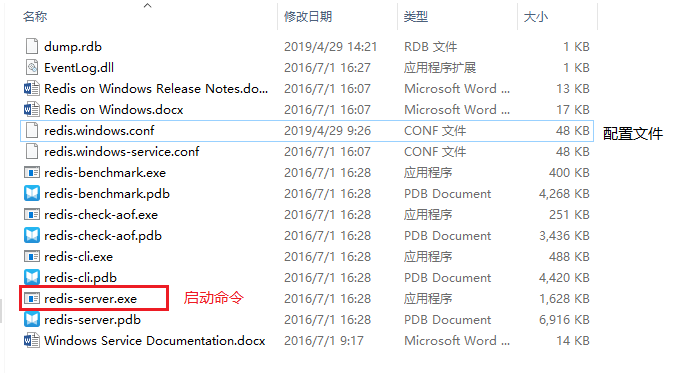 名称 修改日期 类型 大小
dump.rdb 2019/4/29 14:21 RDB 文件 1 KB
EventLog.dll 2016/7/1 16:27 应用程序扩展 1 KB
Redis on Windows Release Notes.do... 2016/7/1 16:07 Microsoft Word ... 13 KB
Redis on Windows.docx 2016/7/1 16:07 Microsoft Word ... 17 KB
redis.windows.conf 2019/4/29 9:26 CONF 文件 48 KB 配置文件
redis.windows-service.conf 2016/7/1 16:07 CONF 文件 48 KB
redis-benchmark.exe 2016/7/1 16:28 应用程序 400 KB
redis-benchmark.pdb 2016/7/1 16:28 PDB Document 4,268 KB
redis-check-aof.exe 2016/7/1 16:28 应用程序 251 KB
redis-check-aof.pdb 2016/7/1 16:28 PDB Document 3,436 KB
redis-cli.exe 2016/7/1 16:28 应用程序 488 KB
redis-cli.pdb 2016/7/1 16:28 PDB Document 4,420 KB
redis-server.exe 启动命令 2016/7/1 16:28 应用程序 1,628 KB
redis-server.pdb 2016/7/1 16:28 PDB Document 6,916 KB
Windows Service Documentation.docx 2016/7/1 9:17 Microsoft Word ... 14 KB